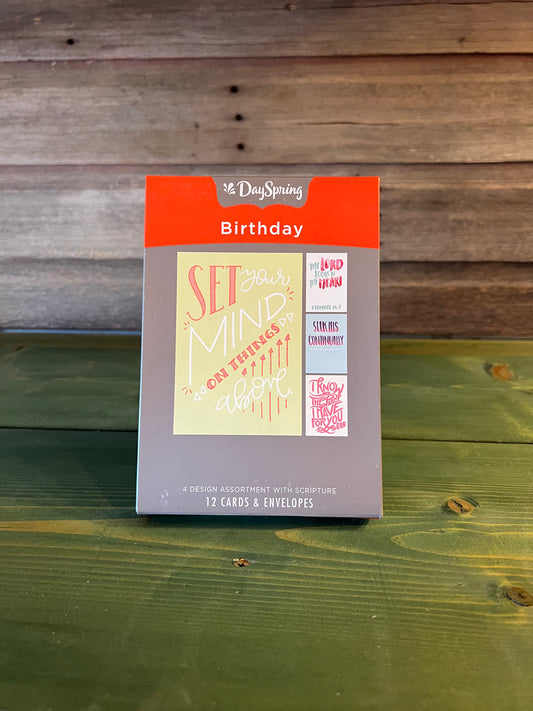 DaySpring
Birthday
SET your
MIND
ON THINGS
above.
THE LORD
LOOKS AT
THE HEART
SEEK HIS
CONTINUALLY
I KNOW
THE
I HAVE
FOR YOU
4 DESIGN ASSORTMENT WITH SCRIPTURE
12 CARDS & ENVELOPES